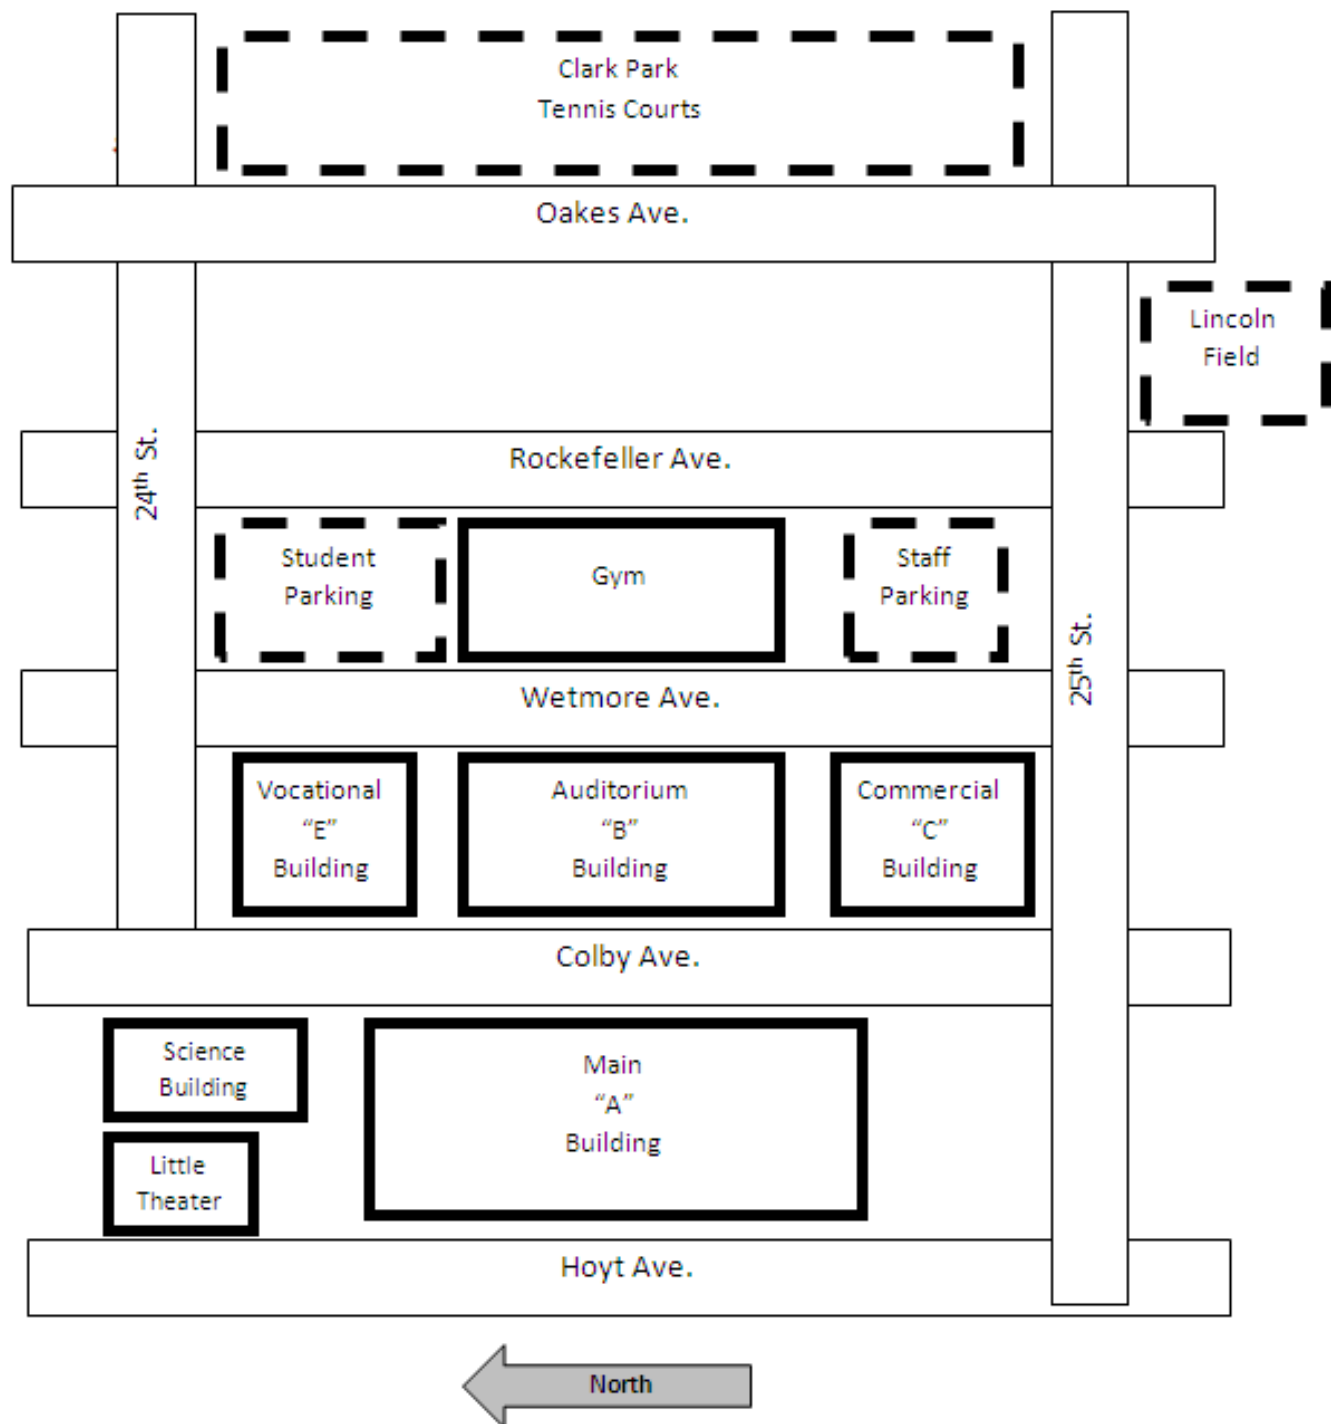 Clark Park
Tennis Courts
Oakes Ave.
Lincoln
Field
24th St.
Rockefeller Ave.
Student
Parking
Gym
Staff
Parking
25th St.
Wetmore Ave.
Vocational
“E”
Building
Auditorium
“B”
Building
Commercial
“C”
Building
Colby Ave.
Science
Building
Main
“A”
Building
Little
Theater
Hoyt Ave.
North